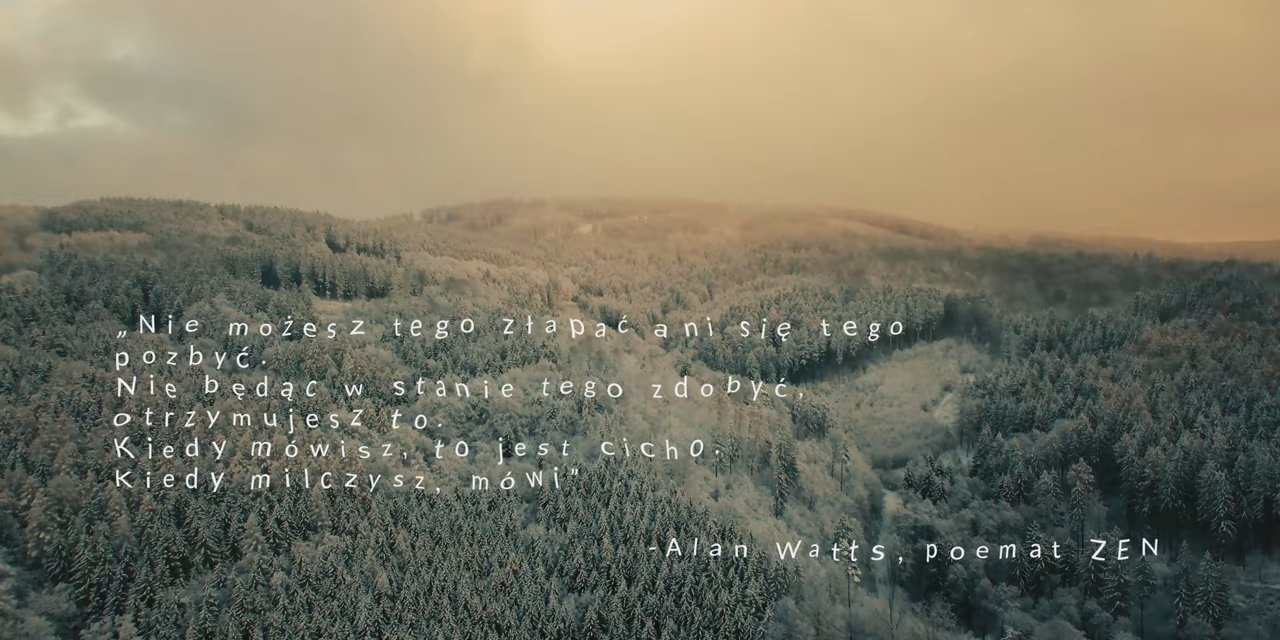 „Nie możesz tego złapać ani się tego
pozbyć.
Nie będąc w stanie tego zdobyć,
otrzymujesz to.
Kiedy mówisz, to jest cicho.
Kiedy milczysz, mówi"
-Alan Watts, poemat ZEN